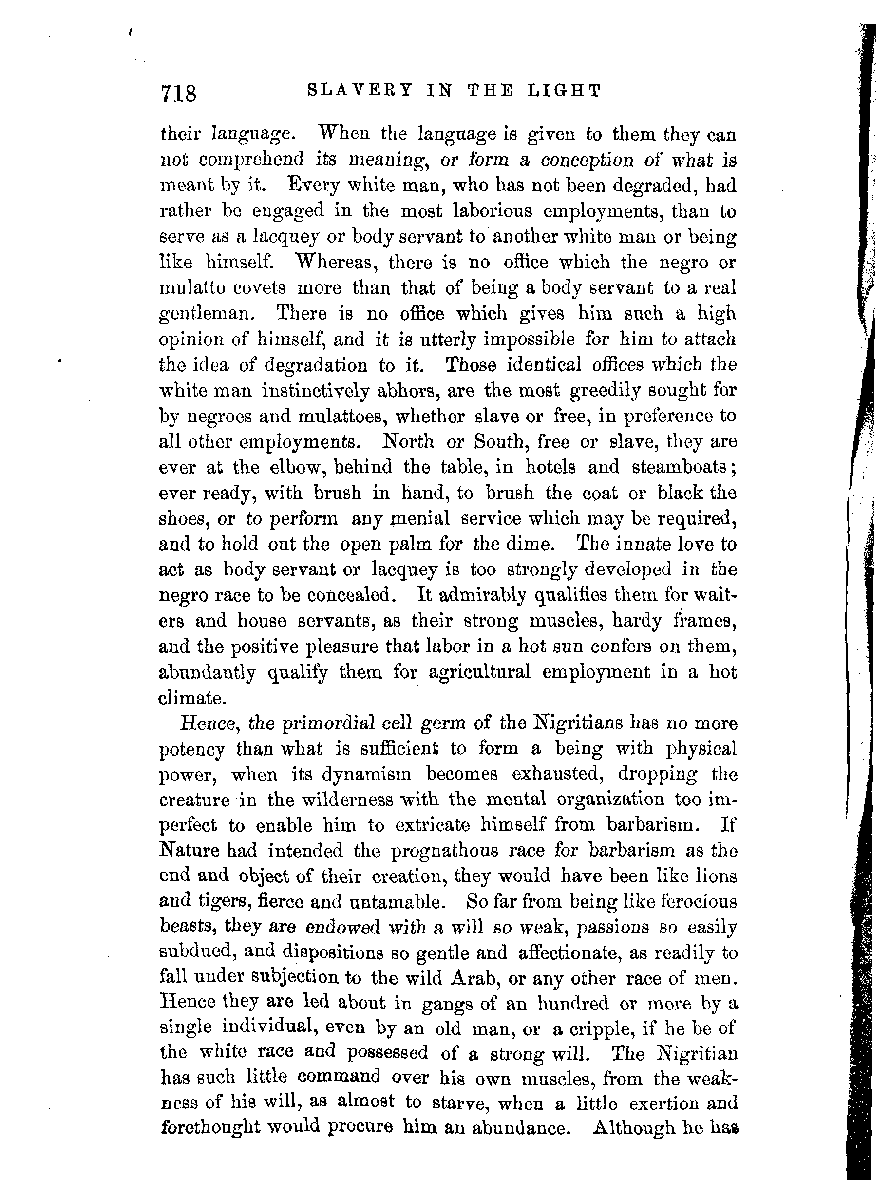 718 SLAVERY IN THE LIGHT
their language. When the language is given to them they can
not comprehend its meaning, or form a conception of what is
meant by it. Every white man, who has not been degraded, had
rather be engaged in the most laborious employments, than to
serve as a lacquey or body servant to another white man or being
like himself. Whereas, there is no office which the negro or
mulatto covets more than that of being a body servant to a real
gentleman. There is no office which gives him such a high
opinion of himself, and it is utterly impossible for him to attach
the idea of degradation to it. Those identical offices which the
white man instinctively abhors, are the most greedily sought for
by negroes and mulattoes, whether slave or free, in preference to
all other employments. North or South, free or slave, they are
ever at the elbow, behind the table, in hotels and steamboats;
ever ready, with brush in hand, to brush the coat or black the
shoes, or to perform any menial service which may be required,
and to hold out the open palm for the dime. The innate love to
act as body servant or lacquey is too strongly developed in the
negro race to be concealed. It admirably qualifies them for wait-
ers and house servants, as their strong muscles, hardy frames,
and the positive pleasure that labor in a hot sun confers on them,
abundantly qualify them for agricultural employment in a hot
climate.
Hence, the primordial cell germ of the Nigritians has no more
potency than what is sufficient to form a being with physical
power, when its dynamism becomes exhausted, dropping the
creature in the wilderness with the mental organization too im-
perfect to enable him to extricate himself from barbarism. If
Nature had intended the prognathous race for barbarism as the
end and object of their creation, they would have been like lions
and tigers, fierce and untamable. So far from being like ferocious
beasts, they are endowed with a will so weak, passions so easily
subdued, and dispositions so gentle and affectionate, as readily to
fall under subjection to the wild Arab, or any other race of men.
Hence they are led about in gangs of an hundred or more by a
single individual, even by an old man, or a cripple, if he be of
the white race and possessed of a strong will. The Nigritian
has such little command over his own muscles, from the weak-
ness of his will, as almost to starve, when a little exertion and
forethought would procure him an abundance. Although he has